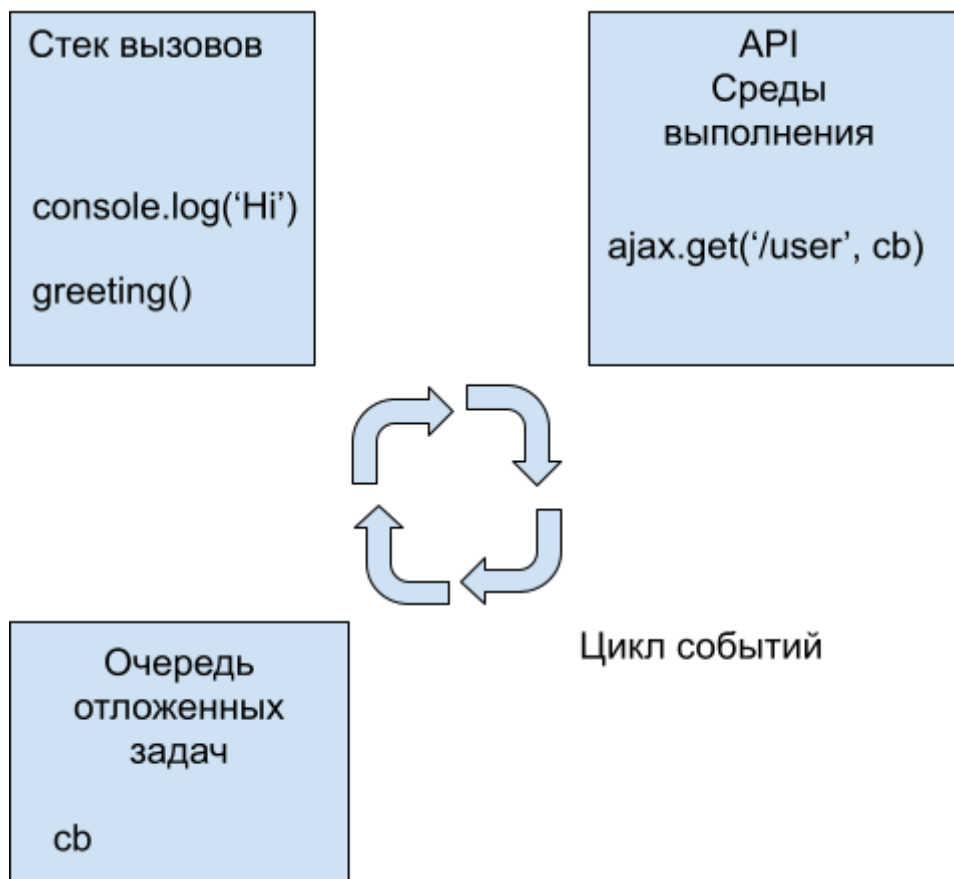 Стек вызовов
console.log(‘Hi’)
greeting()
API
Среды
выполнения
ajax.get(‘/user’, cb)
Цикл событий
Очередь
отложенных
задач
cb